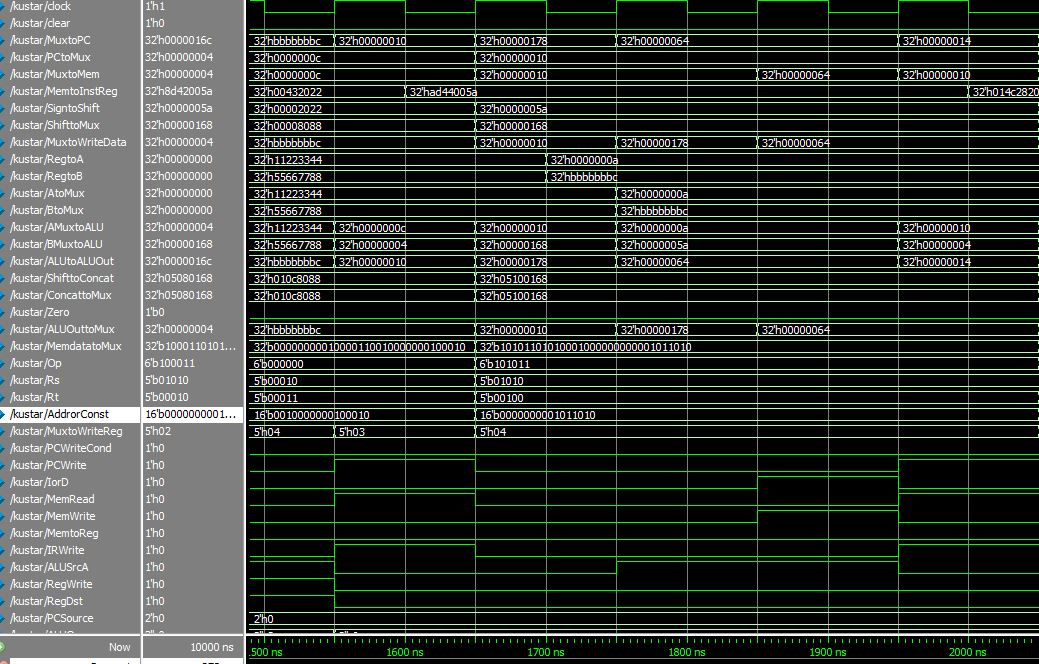 /kustar/clock 1'h1
/kustar/clear 1'h0
/kustar/MuxtoPC 32'h0000016c 32'hbbbbbbbc 32'h00000010 32'h00000178 32'h00000064 32'h00000014
/kustar/PCtoMux 32'h00000004 32'h0000000c 32'h00000010
/kustar/MuxtoMem 32'h00000004 32'h0000000c 32'h00000010 32'h00000064 32'h00000010
/kustar/MemtoInstReg 32'h8d42005a 32'h00432022 32'had44005a 32'h014c2820
/kustar/SigntoShift 32'h0000005a 32'h00002022 32'h0000005a
/kustar/ShifttoMux 32'h00000168 32'h00008088 32'h00000168
/kustar/MuxtoWriteData 32'h00000004 32'hbbbbbbbc 32'h00000010 32'h00000178 32'h00000064
/kustar/RegtoA 32'h00000000 32'h11223344 32'h0000000a
/kustar/RegtoB 32'h00000000 32'h55667788 32'hbbbbbbbc
/kustar/AtoMux 32'h00000000 32'h11223344 32'h0000000a
/kustar/BtoMux 32'h00000000 32'h55667788 32'hbbbbbbbc
/kustar/AMuxtoALU 32'h00000004 32'h11223344 32'h0000000c 32'h00000010 32'h0000000a 32'h00000010
/kustar/BMuxtoALU 32'h00000168 32'h55667788 32'h00000004 32'h00000168 32'h0000005a 32'h00000004
/kustar/ALUtoALUOut 32'h0000016c 32'hbbbbbbbc 32'h00000010 32'h00000178 32'h00000064 32'h00000014
/kustar/ShifttoConcat 32'h05080168 32'h010c8088 32'h05100168
/kustar/ConcattoMux 32'h05080168 32'h010c8088 32'h05100168
/kustar/Zero 1'b0
/kustar/ALUOuttoMux 32'h00000004 32'hbbbbbbbc 32'h00000010 32'h00000178 32'h00000064
/kustar/MemdatatoMux 32'b1000110101... 32'b00000000010000110010000000100010 32'b10101101010001000000000001011010
/kustar/Op 6'b100011 6'b000000 6'b101011
/kustar/Rs 5'b01010 5'b00010 5'b01010
/kustar/Rt 5'b00010 5'b00011 5'b00100
/kustar/AddrorConst 16'b0000000001... 16'b0010000000100010 16'b0000000001011010
/kustar/MuxtoWriteReg 5'h02 5'h04 5'h03 5'h04
/kustar/PCWriteCond 1'h0
/kustar/PCWrite 1'h0
/kustar/IorD 1'h0
/kustar/MemRead 1'h0
/kustar/MemWrite 1'h0
/kustar/MemtoReg 1'h0
/kustar/IRWrite 1'h0
/kustar/ALUSrcA 1'h0
/kustar/RegWrite 1'h0
/kustar/RegDst 1'h0
/kustar/PCSource 2'h0 2'h0
Now 10000 ns 500 ns 1600 ns 1700 ns 1800 ns 1900 ns 2000 ns